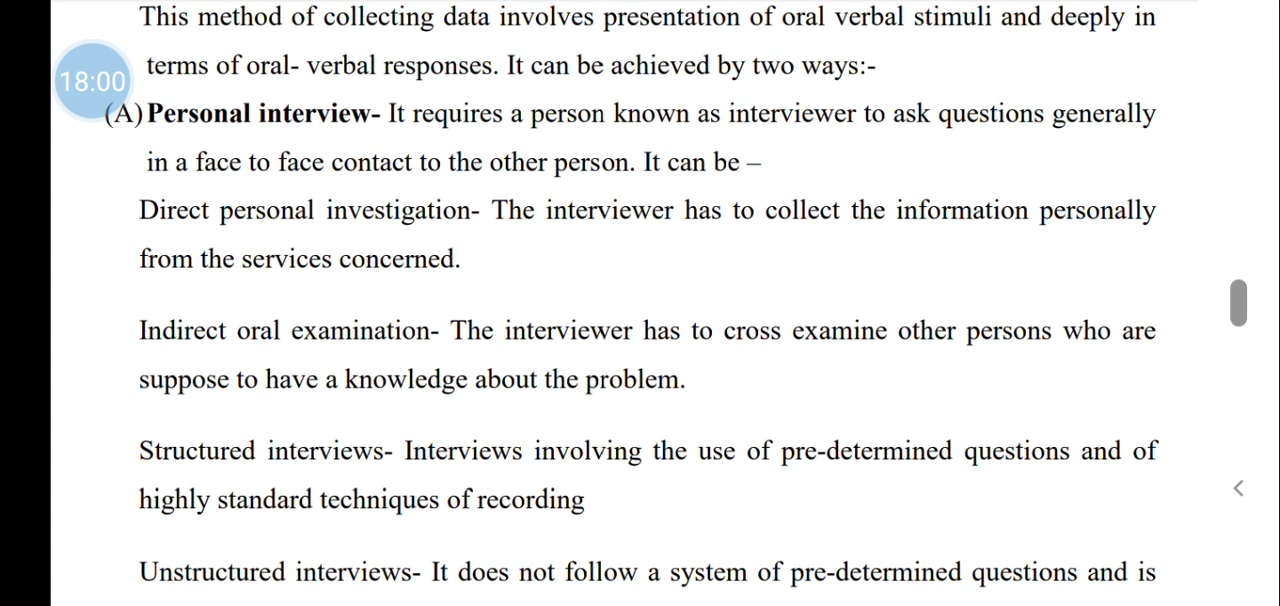 This method of collecting data involves presentation of oral verbal stimuli and deeply in
terms of oral- verbal responses. It can be achieved by two ways:-
18:00
(A) Personal interview- It requires a person known as interviewer to ask questions generally
in a face to face contact to the other person. It can be –
Direct personal investigation- The interviewer has to collect the information personally
from the services concerned.
Indirect oral examination- The interviewer has to cross examine other persons who are
suppose to have a knowledge about the problem.
Structured interviews- Interviews involving the use of pre-determined questions and of
highly standard techniques of recording
Unstructured interviews- It does not follow a system of pre-determined questions and is